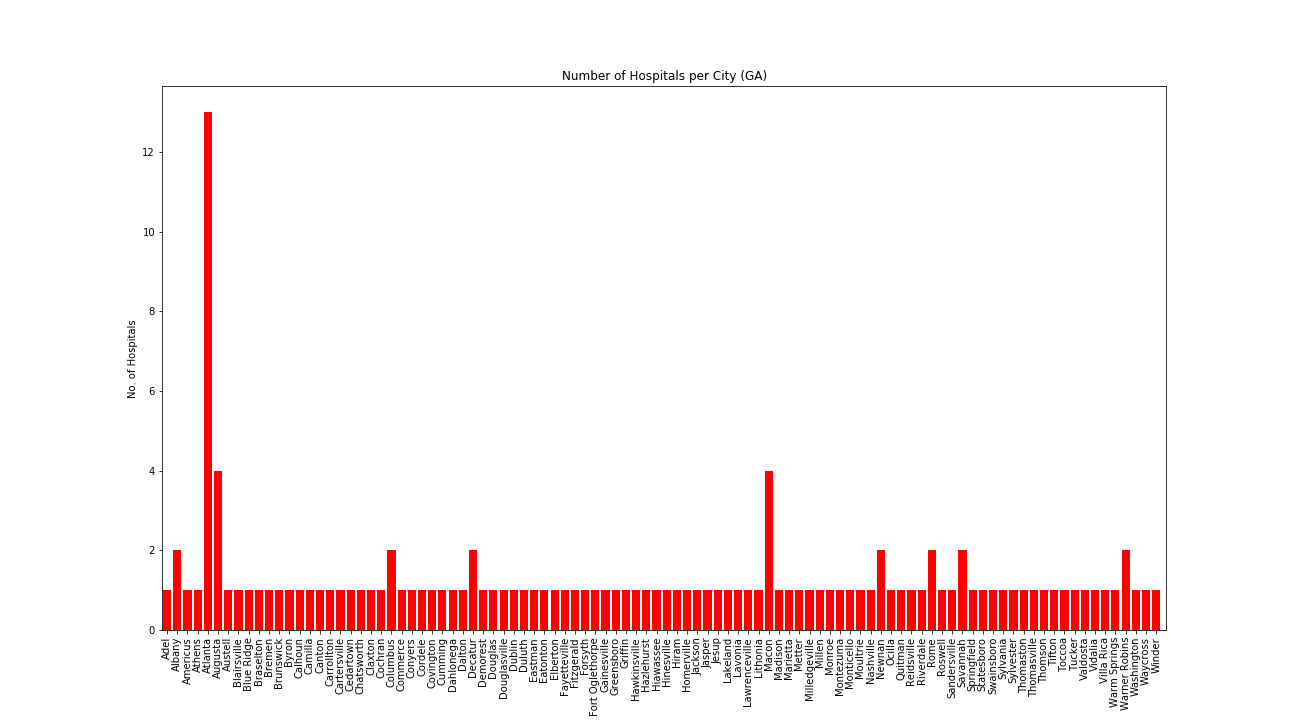 Number of Hospitals per City (GA)
No. of Hospitals
12
10
8
6
4
2
0
Adel
Albany
Americus
Athens
Atlanta
Augusta
Austell
Blairsville
Blue Ridge
Braselton
Bremen
Brunswick
Byron
Calhoun
Camilla
Canton
Carrollton
Cartersville
Cedartown
Chatsworth
Claxton
Cochran
Columbus
Commerce
Conyers
Cordele
Covington
Cumming
Dahlonega
Dalton
Decatur
Demorest
Douglas
Douglasville
Dublin
Duluth
Eastman
Eatonton
Elberton
Fayetteville
Fitzgerald
Forsyth
Fort Oglethorpe
Gainesville
Greensboro
Griffin
Hawkinsville
Hazlehurst
Hiawassee
Hinesville
Hiram
Homerville
Jackson
Jasper
Jesup
Lakeland
Lavonia
Lawrenceville
Lithonia
Macon
Madison
Marietta
Metter
Milledgeville
Millen
Monroe
Montezuma
Monticello
Moultrie
Nashville
Newnan
Ocilla
Quitman
Reidsville
Riverdale
Rome
Roswell
Sandersville
Savannah
Springfield
Statesboro
Swainsboro
Sylvania
Sylvester
Thomaston
Thomasville
Thomson
Tifton
Toccoa
Tucker
Valdosta
Vidalia
Villa Rica
Warm Springs
Warner Robins
Washington
Waycross
Winder